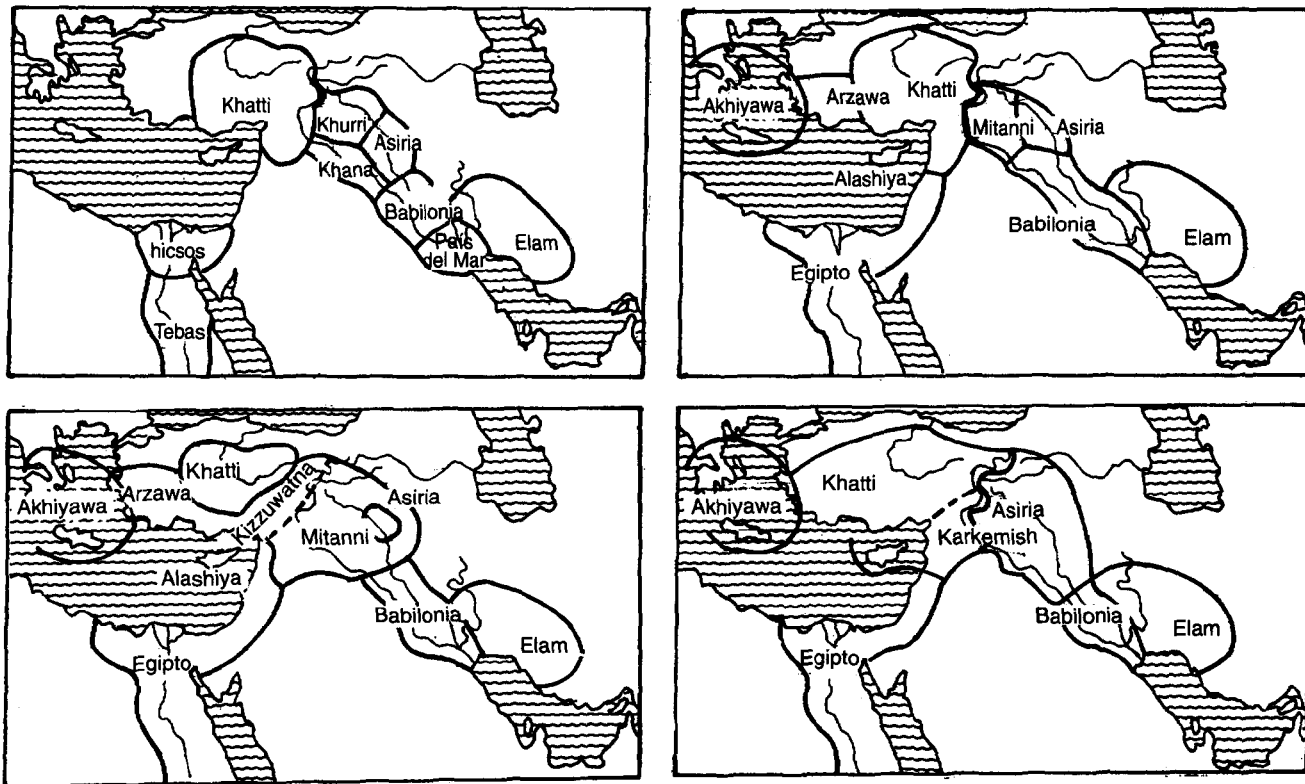 Khatti
Khurri
Asiria
Khana
Babilonia
País
del Mar
Elam
hicsos
Tebas
Akhiyawa
Arzawa
Khatti
Mitanni
Asiria
Alashiya
Babilonia
Elam
Egipto
Khatti
Akhiyawa
Arzawa
Kizzuwatna
Asiria
Mitanni
Alashiya
Babilonia
Elam
Egipto
Khatti
Akhiyawa
Asiria
Karkemish
Babilonia
Elam
Egipto